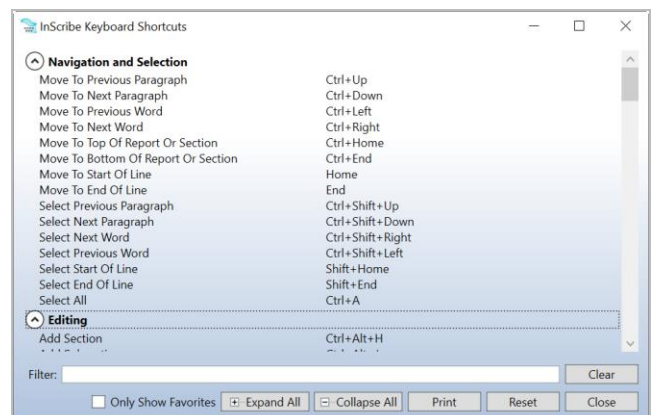 InScribe Keyboard Shortcuts
Navigation and Selection
Move To Previous Paragraph Ctrl+Up
Move To Next Paragraph Ctrl+Down
Move To Previous Word Ctrl+Left
Move To Next Word Ctrl+Right
Move To Top Of Report Or Section Ctrl+Home
Move To Bottom Of Report Or Section Ctrl+End
Move To Start Of Line Home
Move To End Of Line End
Select Previous Paragraph Ctrl+Shift+Up
Select Next Paragraph Ctrl+Shift+Down
Select Next Word Ctrl+Shift+Right
Select Previous Word Ctrl+Shift+Left
Select Start Of Line Shift+Home
Select End Of Line Shift+End
Select All Ctrl+A
Editing
Add Section Ctrl+Alt+H
Filter: Clear
Only Show Favorites Expand All Collapse All Print Reset Close